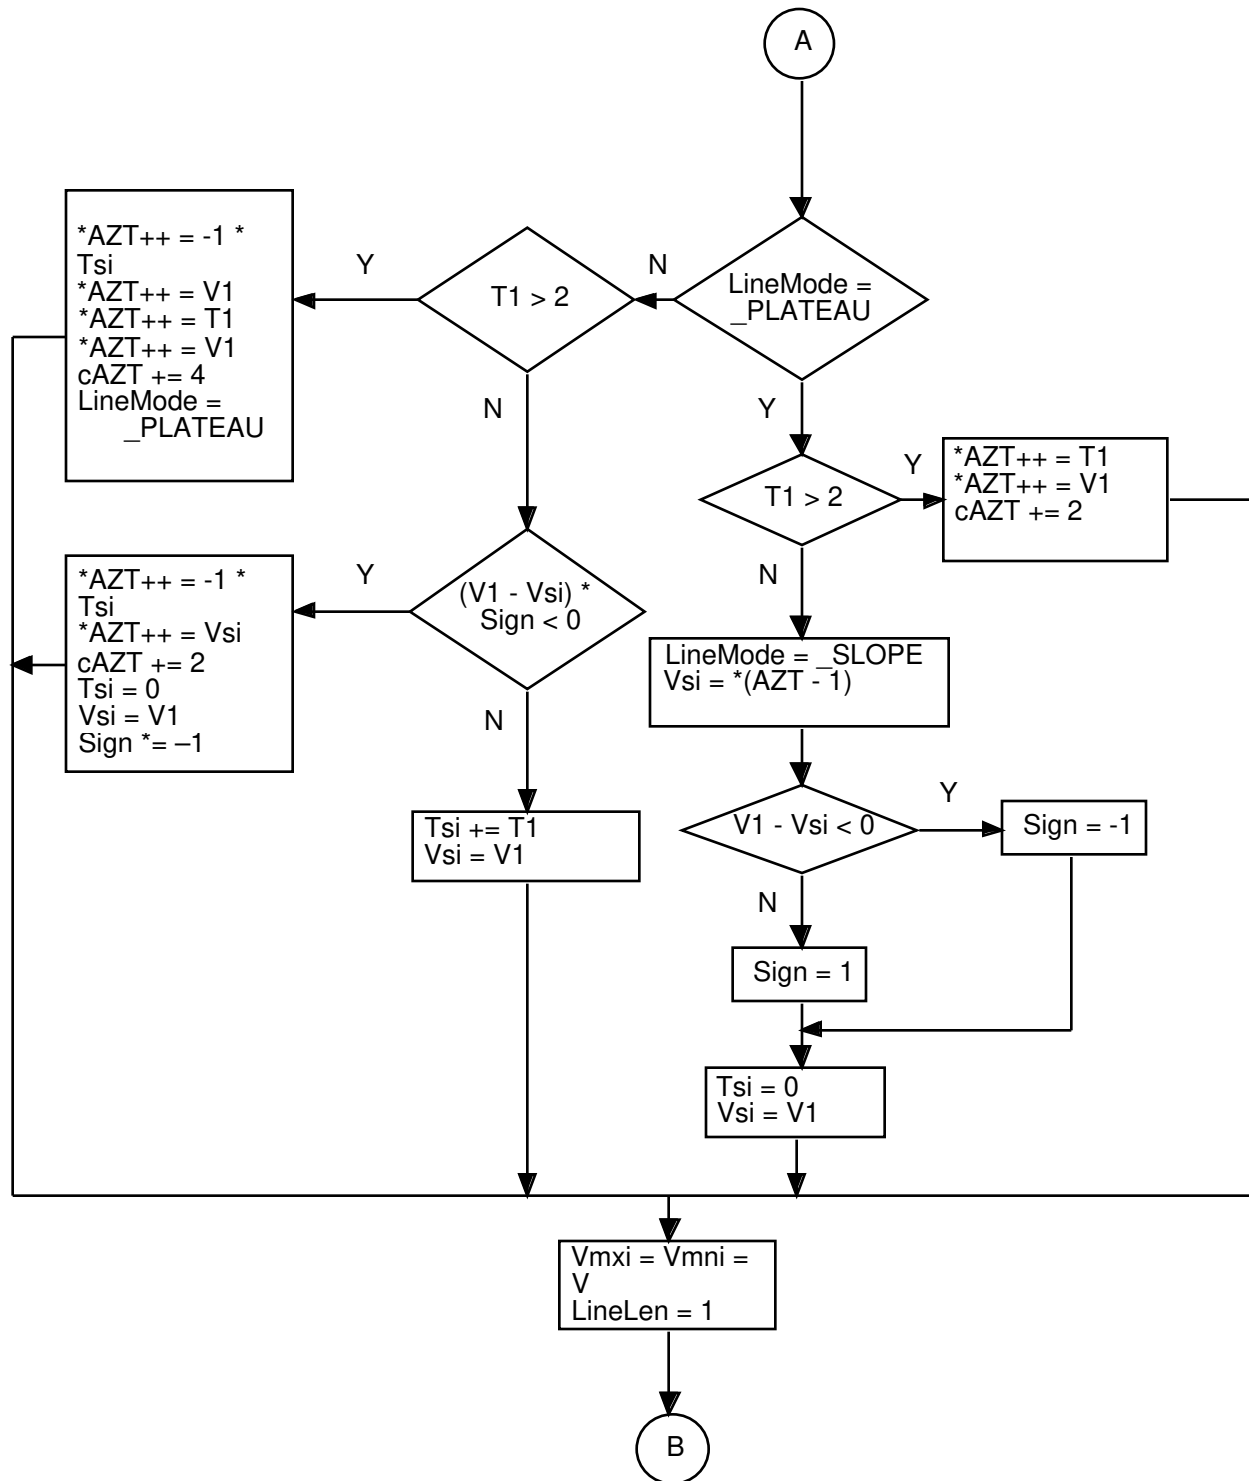 A
*AZT++ = -1 *
Tsi
*AZT++ = V1
*AZT++ = T1
*AZT++ = V1
cAZT += 4
LineMode =
_PLATEAU
Y
T1 > 2
N
LineMode =
_PLATEAU
N
Y
T1 > 2
Y
*AZT++ = T1
*AZT++ = V1
cAZT += 2
N
*AZT++ = -1 *
Tsi
*AZT++ = Vsi
cAZT += 2
Tsi = 0
Vsi = V1
Sign *= –1
Y
(V1 - Vsi) *
Sign < 0
N
LineMode = _SLOPE
Vsi = *(AZT - 1)
Tsi += T1
Vsi = V1
V1 - Vsi < 0
Y
Sign = -1
N
Sign = 1
Tsi = 0
Vsi = V1
Vmxi = Vmni =
V
LineLen = 1
B